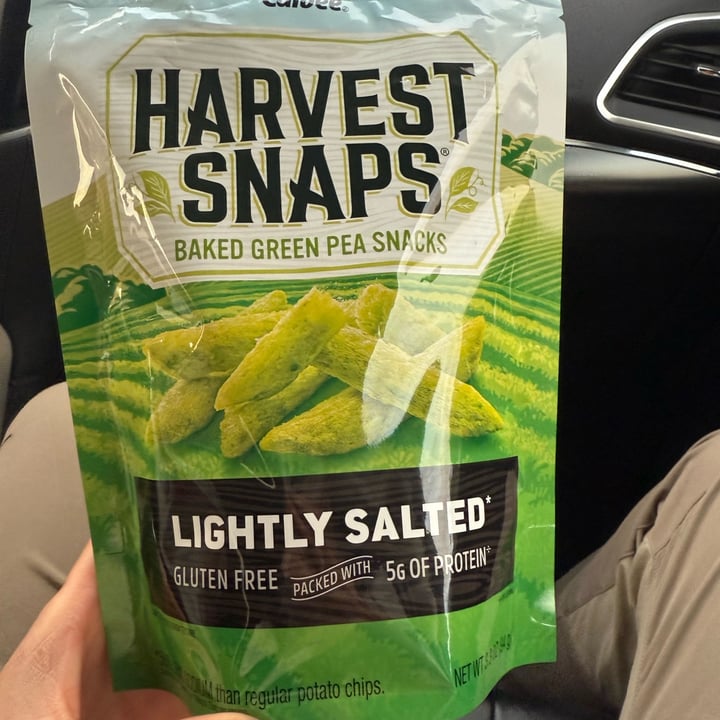 Calbee®
HARVEST
SNAPS®
BAKED GREEN PEA SNACKS
LIGHTLY SALTED*
GLUTEN FREE PACKED WITH 5G OF PROTEIN÷
than regular potato chips.
NET WT.